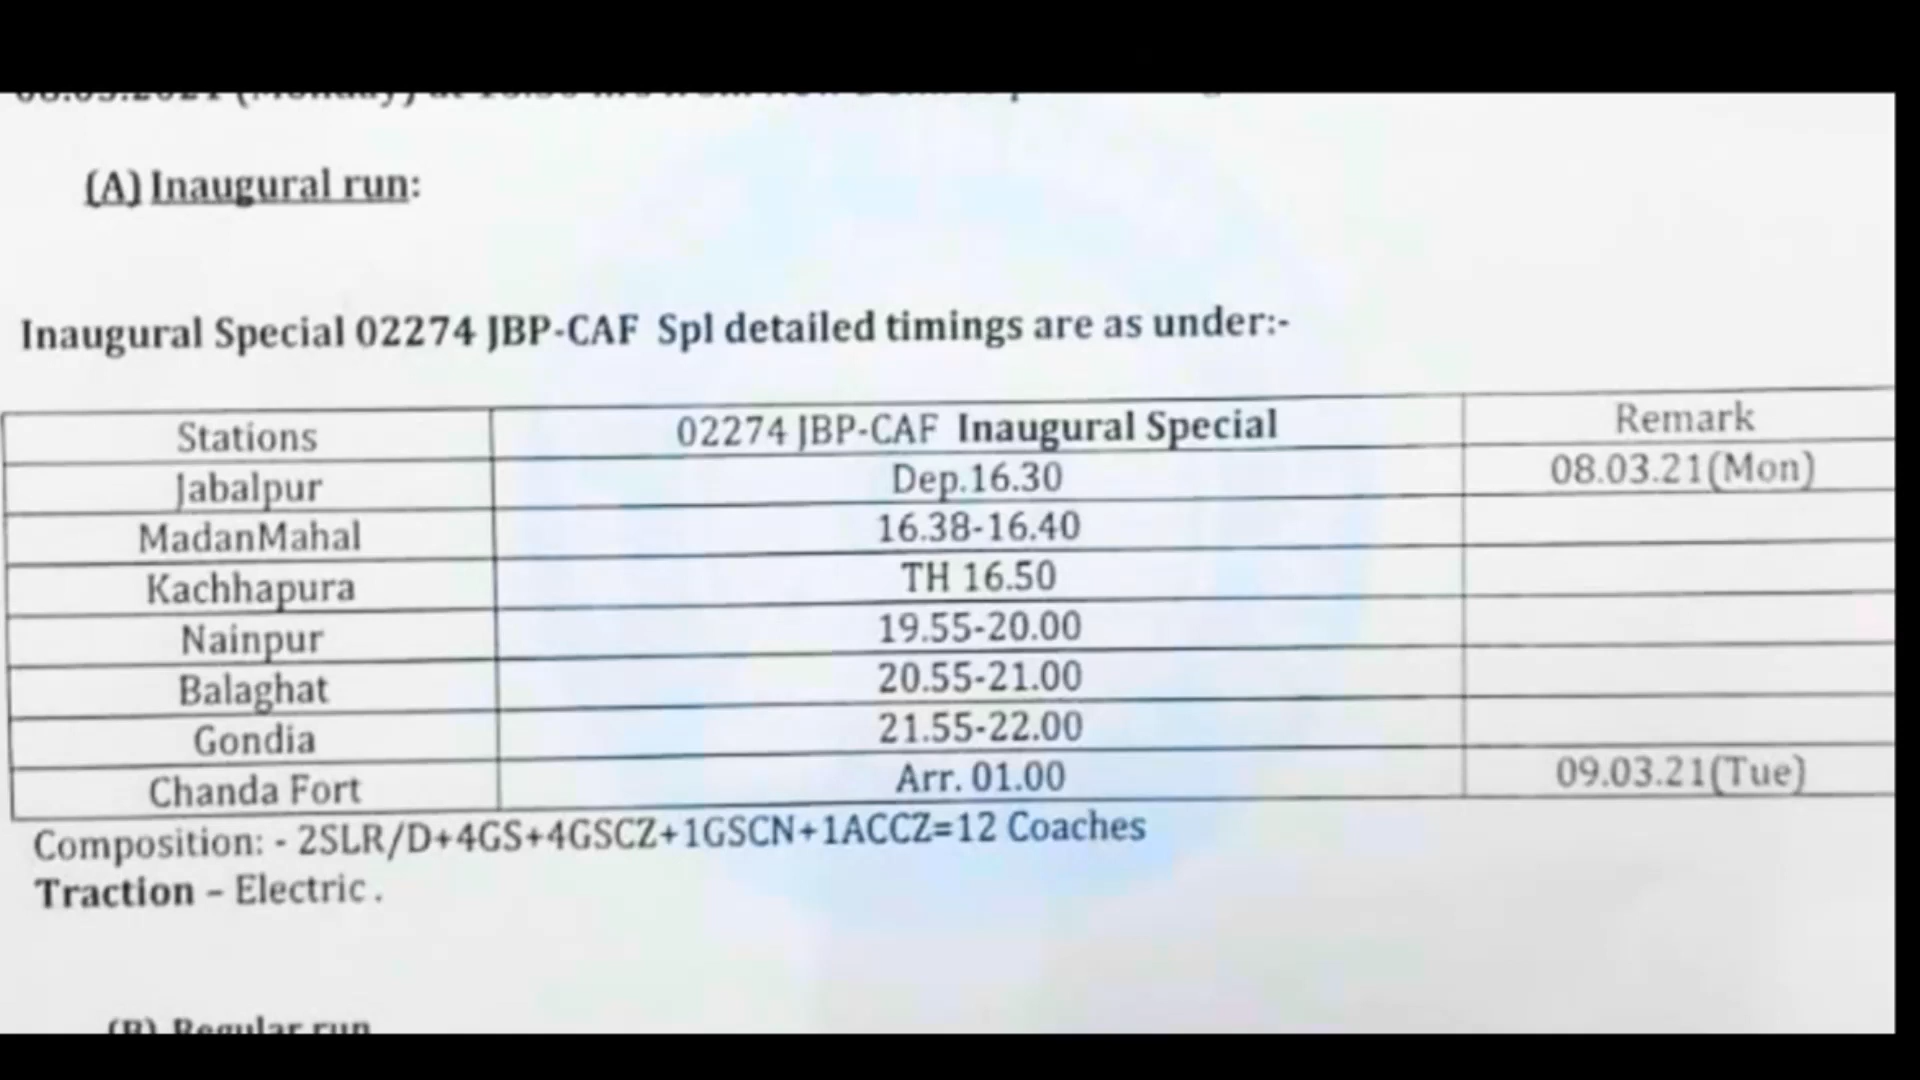 (A) Inaugural run:
Inaugural Special 02274 JBP-CAF Spl detailed timings are as under:-
Stations 02274 JBP-CAF Inaugural Special Remark
Jabalpur Dep.16.30 08.03.21(Mon)
MadanMahal 16.38-16.40
Kachhapura TH 16.50
Nainpur 19.55-20.00
Balaghat 20.55-21.00
Gondia 21.55-22.00
Chanda Fort Arr. 01.00 09.03.21(Tue)
Composition: - 2SLR/D+4GS+4GSCZ+1GSCN+1ACCZ=12 Coaches
Traction – Electric .
(B) Regular run